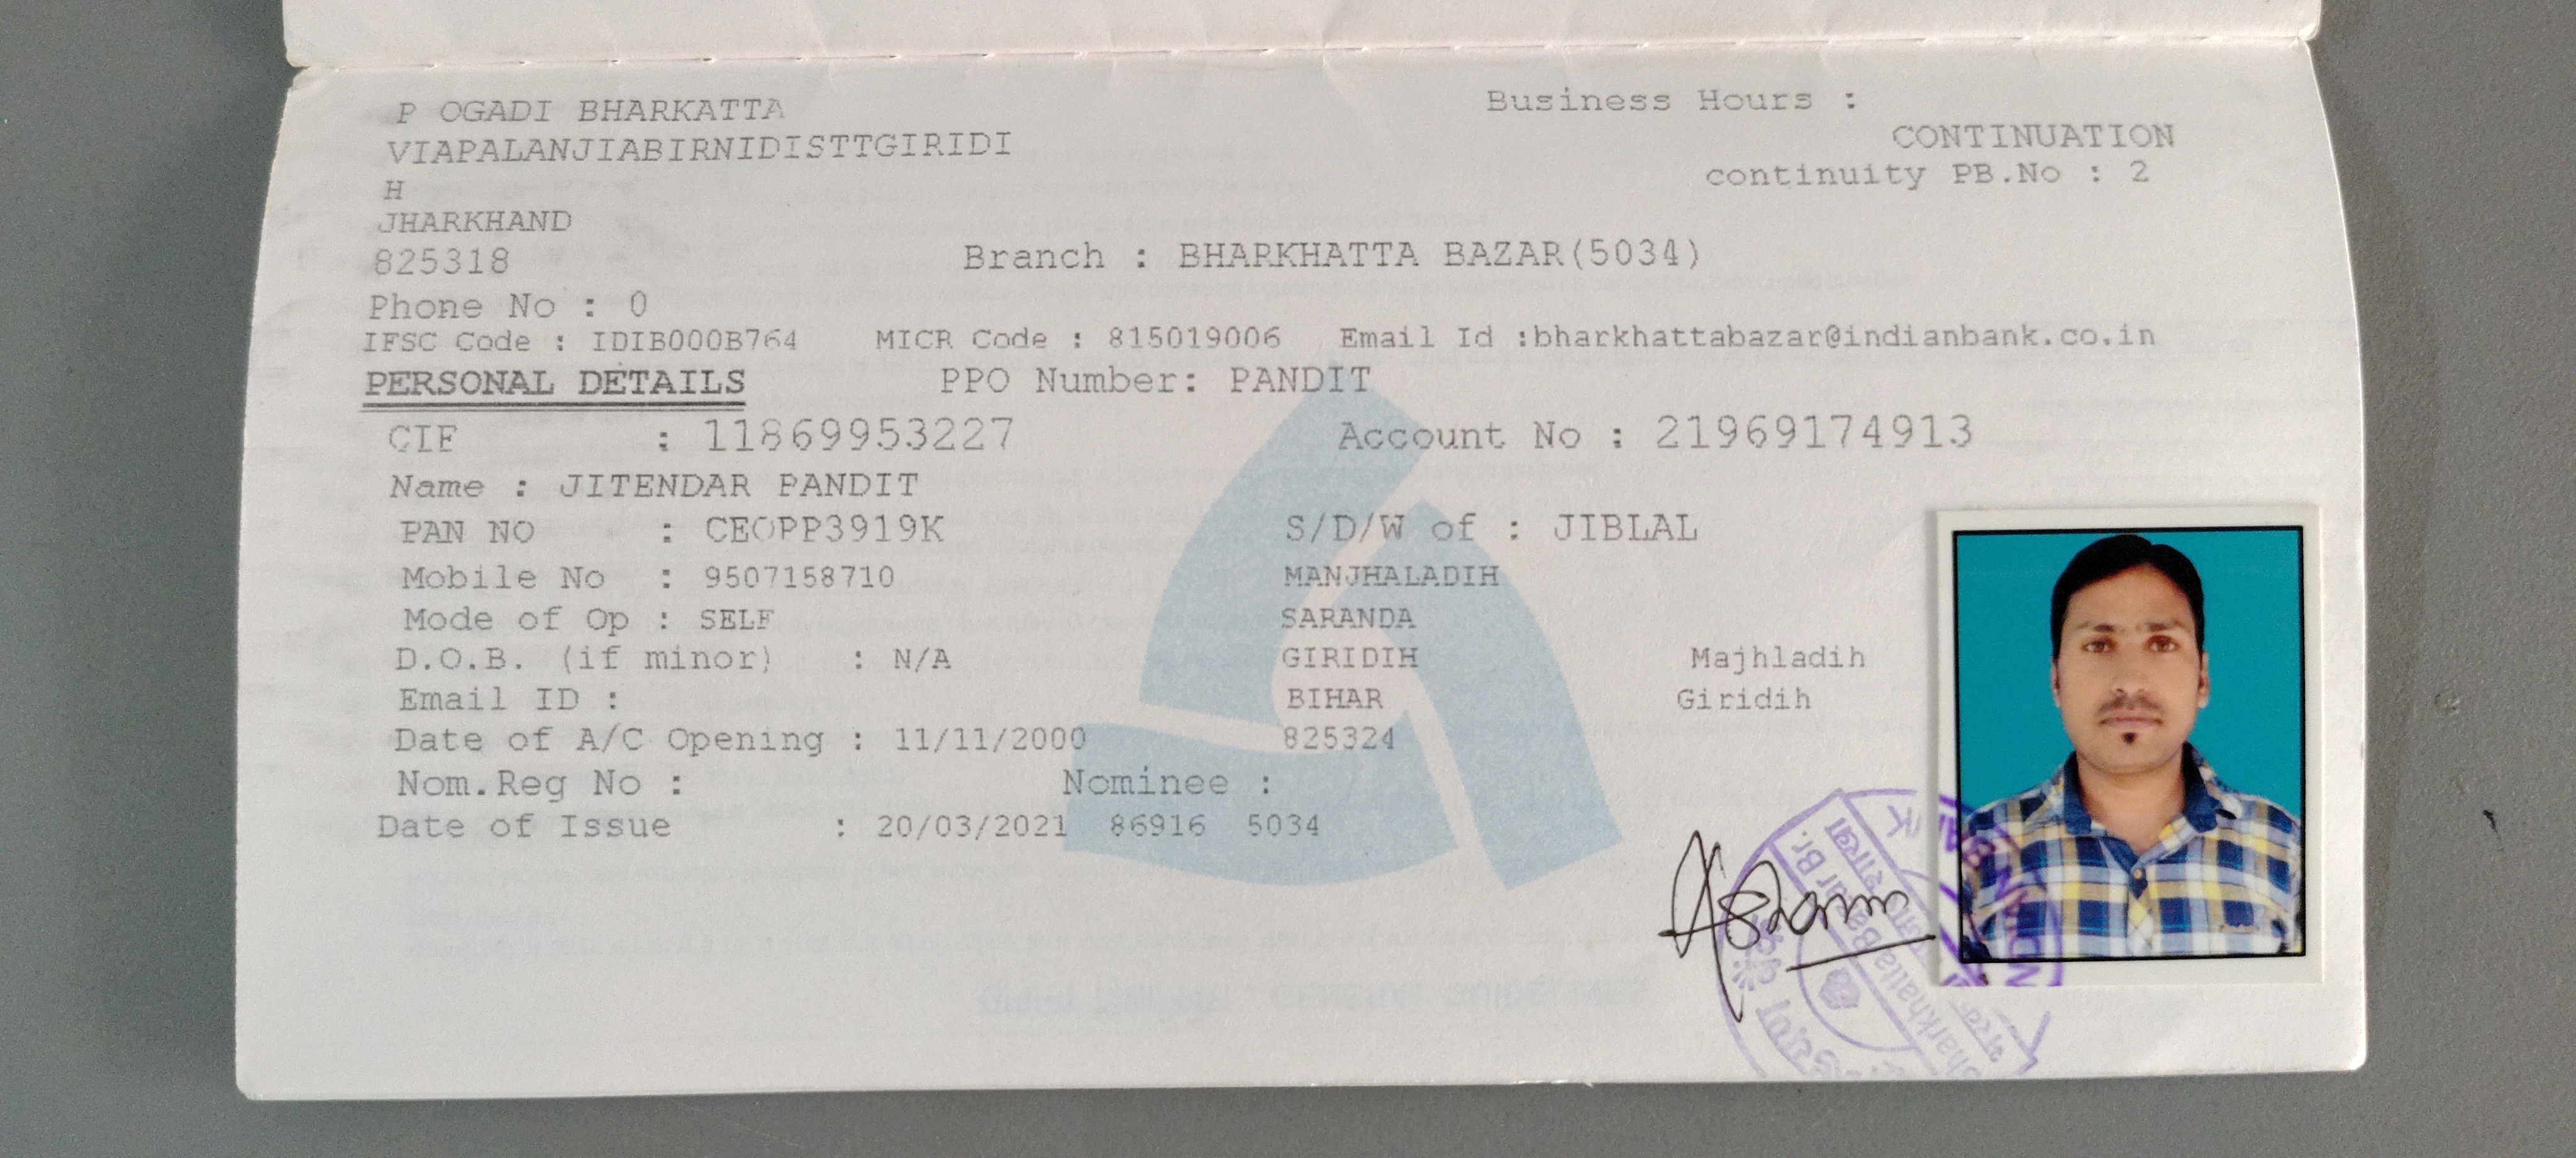 P OGADI BHARKATTA
Business Hours :
VIAPALANJIABIRNIDISTTGIRIDI
CONTINUATION
H
continuity PB.No : 2
JHARKHAND
825318
Branch : BHARKHATTA BAZAR(5034)
Phone No : 0
IFSC Code : IDIB000B764 MICR Code : 815019006 Email Id :bharkhattabazar@indianbank.co.in
PERSONAL DETAILS PPO Number: PANDIT
CIF : 11869953227 Account No : 21969174913
Name : JITENDAR PANDIT
PAN NO : CEOPP3919K S/D/W of : JIBLAL
Mobile No : 9507158710 MANJHALADIH
Mode of Op : SELF SARANDA
D.O.B. (if minor) : N/A GIRIDIH Majhladih
Email ID : BIHAR Giridih
Date of A/C Opening : 11/11/2000 825324
Nom.Reg No : Nominee :
Date of Issue : 20/03/2021 86916 5034